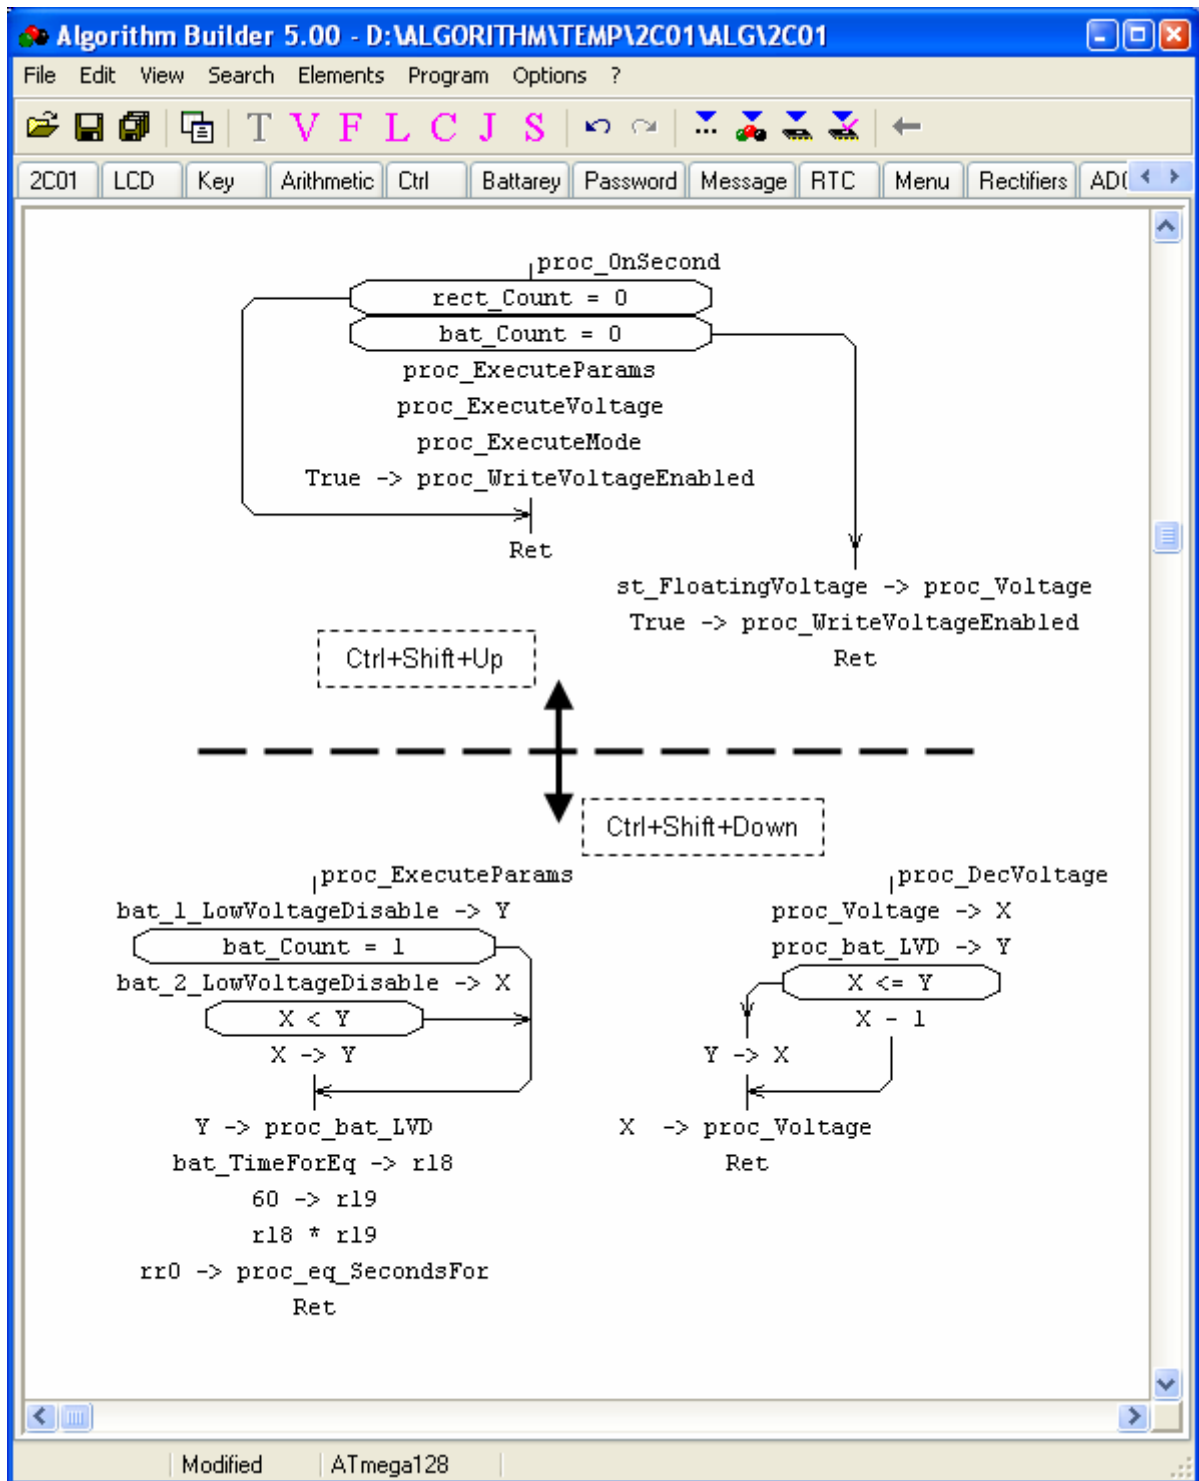 Algorithm Builder 5.00 - D:\ALGORITHM\TEMP\2C01\ALG\2C01
File Edit View Search Elements Program Options ?
T V F L C J S
2C01 LCD Key Arithmetic Ctrl Battarey Password Message RTC Menu Rectifiers
proc_OnSecond
rect_Count = 0
bat_Count = 0
proc_ExecuteParams
proc_ExecuteVoltage
proc_ExecuteMode
True -> proc_WriteVoltageEnabled
Ret
st_FloatingVoltage -> proc_Voltage
True -> proc_WriteVoltageEnabled
Ret
Ctrl+Shift+Up
Ctrl+Shift+Down
proc_ExecuteParams
bat_1_LowVoltageDisable -> Y
bat_Count = 1
bat_2_LowVoltageDisable -> X
X < Y
X -> Y
Y -> proc_bat_LVD
bat_TimeForEq -> r18
60 -> r19
r18 * r19
rr0 -> proc_eq_SecondsFor
Ret
proc_DecVoltage
proc_Voltage -> X
proc_bat_LVD -> Y
X <= Y
X - 1
Y -> X
X -> proc_Voltage
Ret
Modified ATmega128